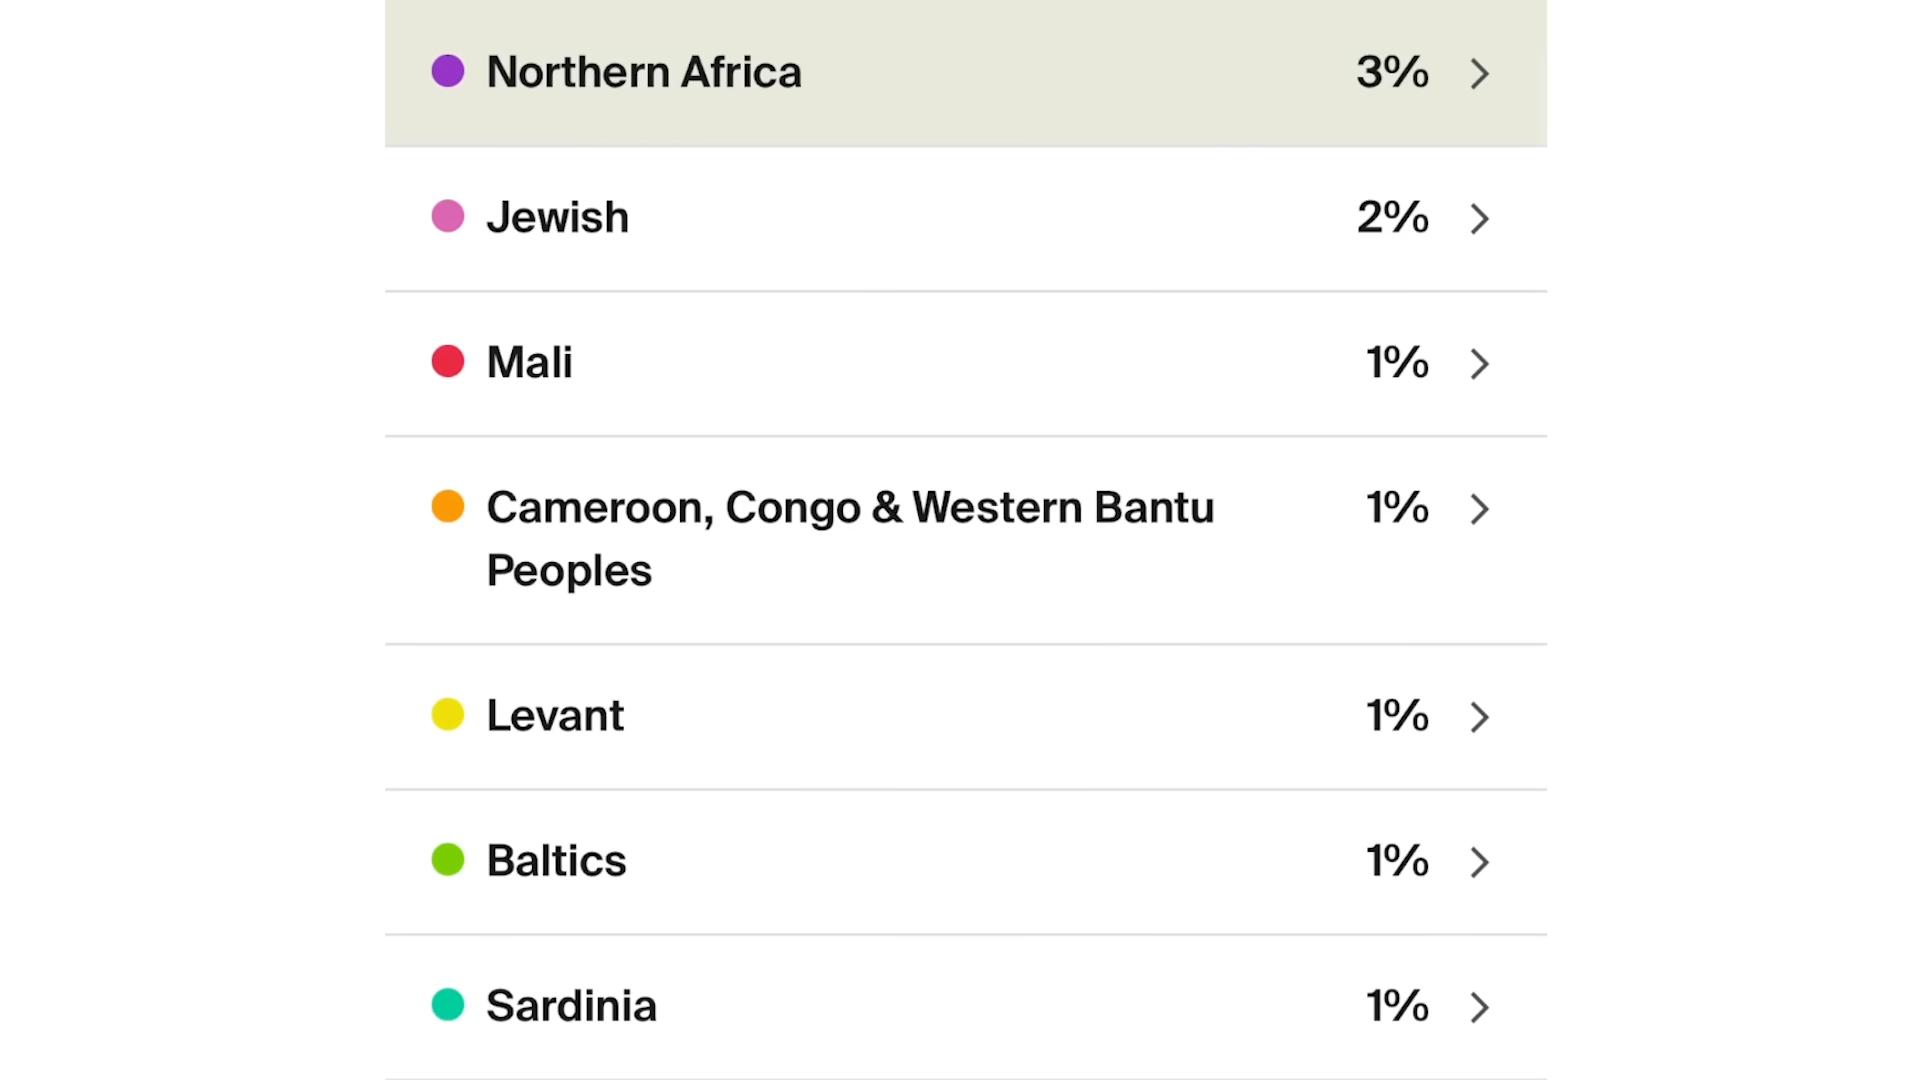 Northern Africa 3%
Jewish 2%
Mali 1%
Cameroon, Congo & Western Bantu 1%
Peoples
Levant 1%
Baltics 1%
Sardinia 1%